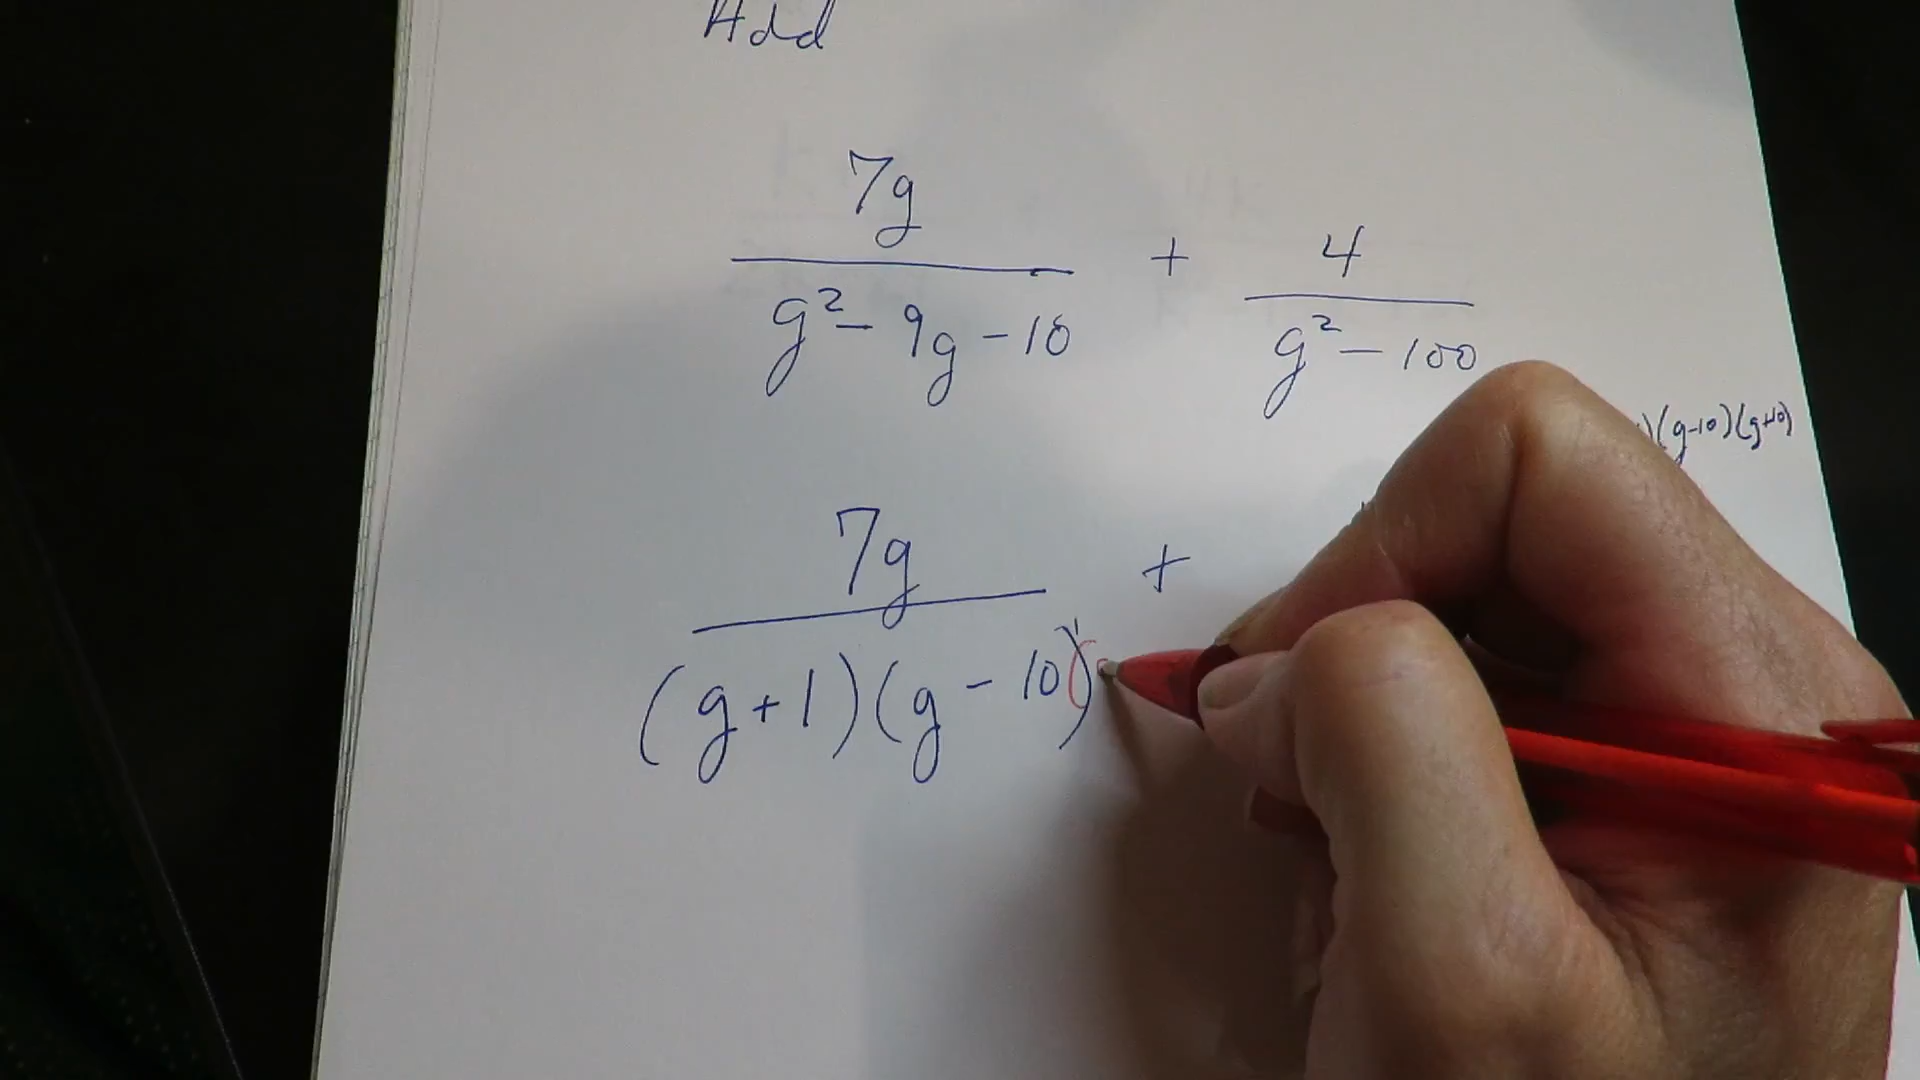 Add
7g
+ 4
g² - 9g - 10
g² - 100
)(g-10)(g+10)
7g +
(g+1)(g-10)(